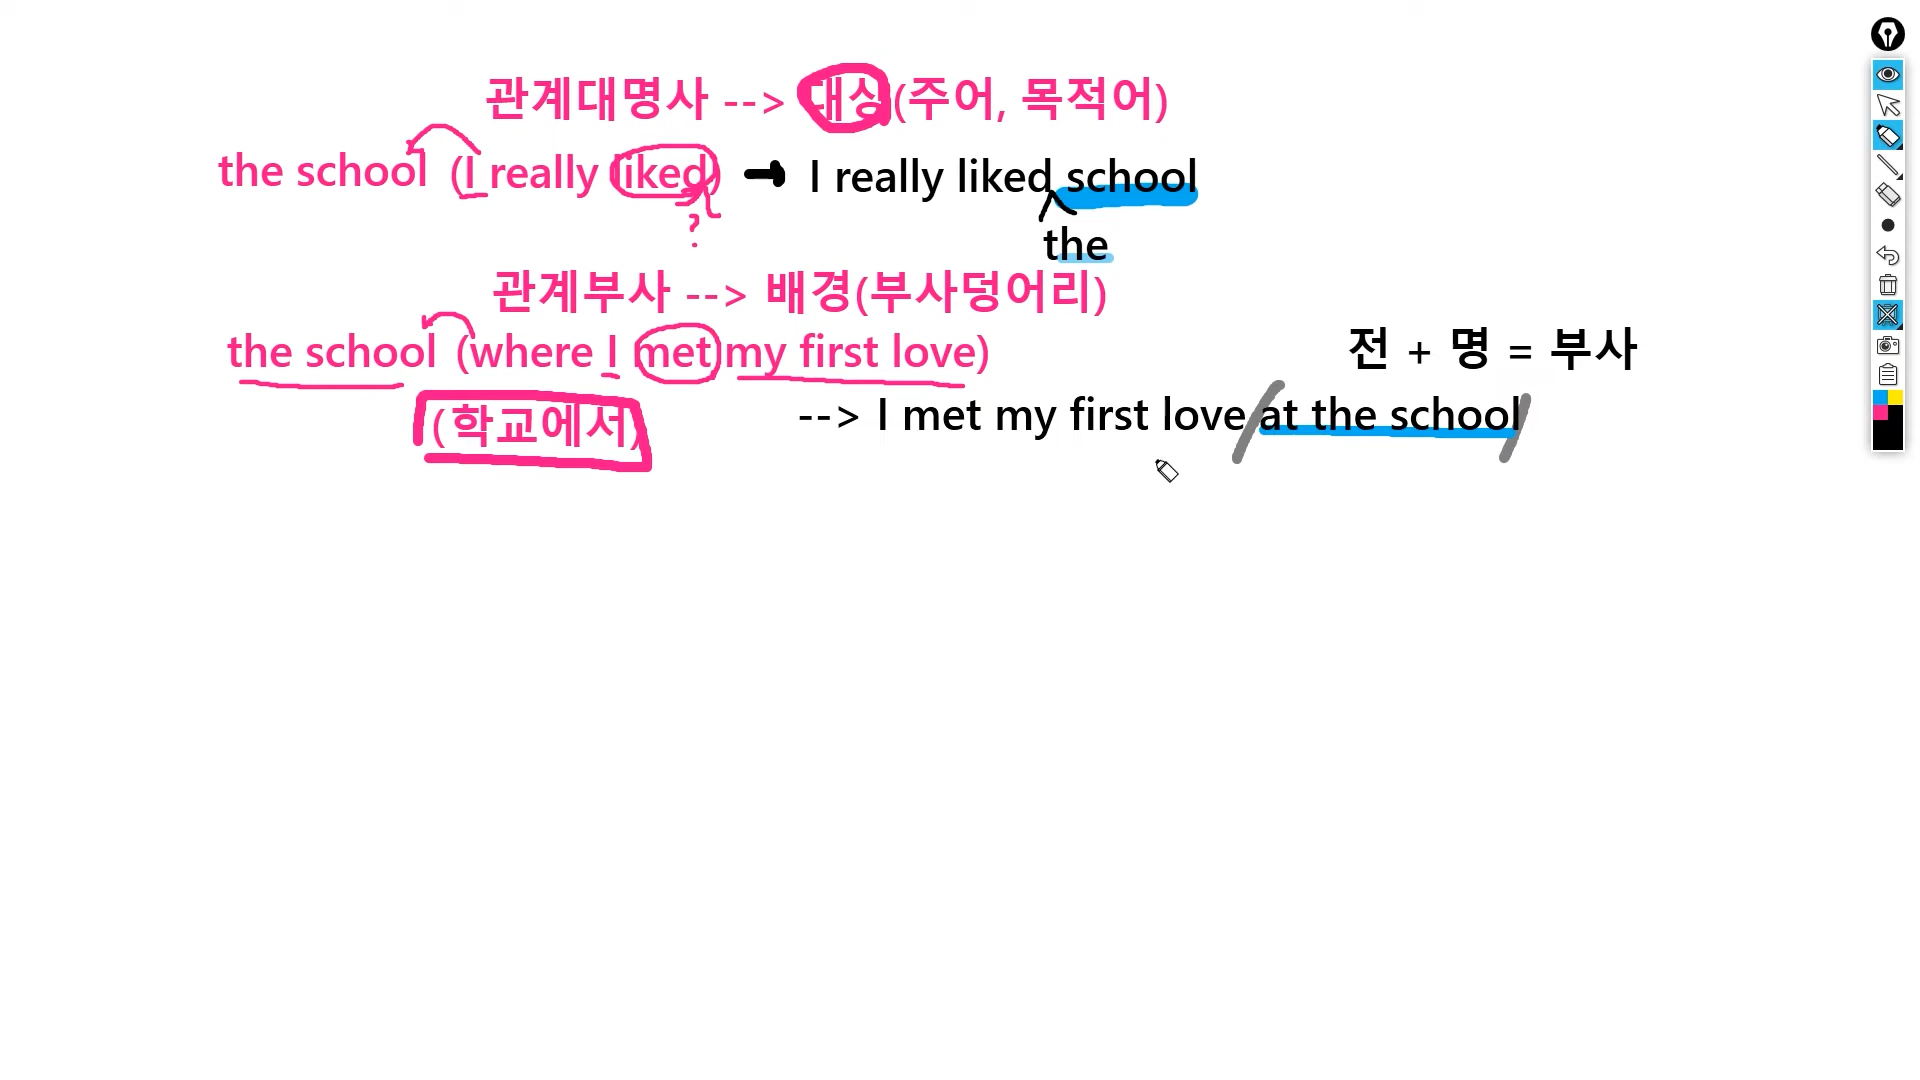 관계대명사 --> 대상(주어, 목적어)
the school (I really liked) → I really liked school
?
the
관계부사 --> 배경(부사덩어리)
the school (where I met my first love)
전 + 명 = 부사
(학교에서)
--> I met my first love at the school